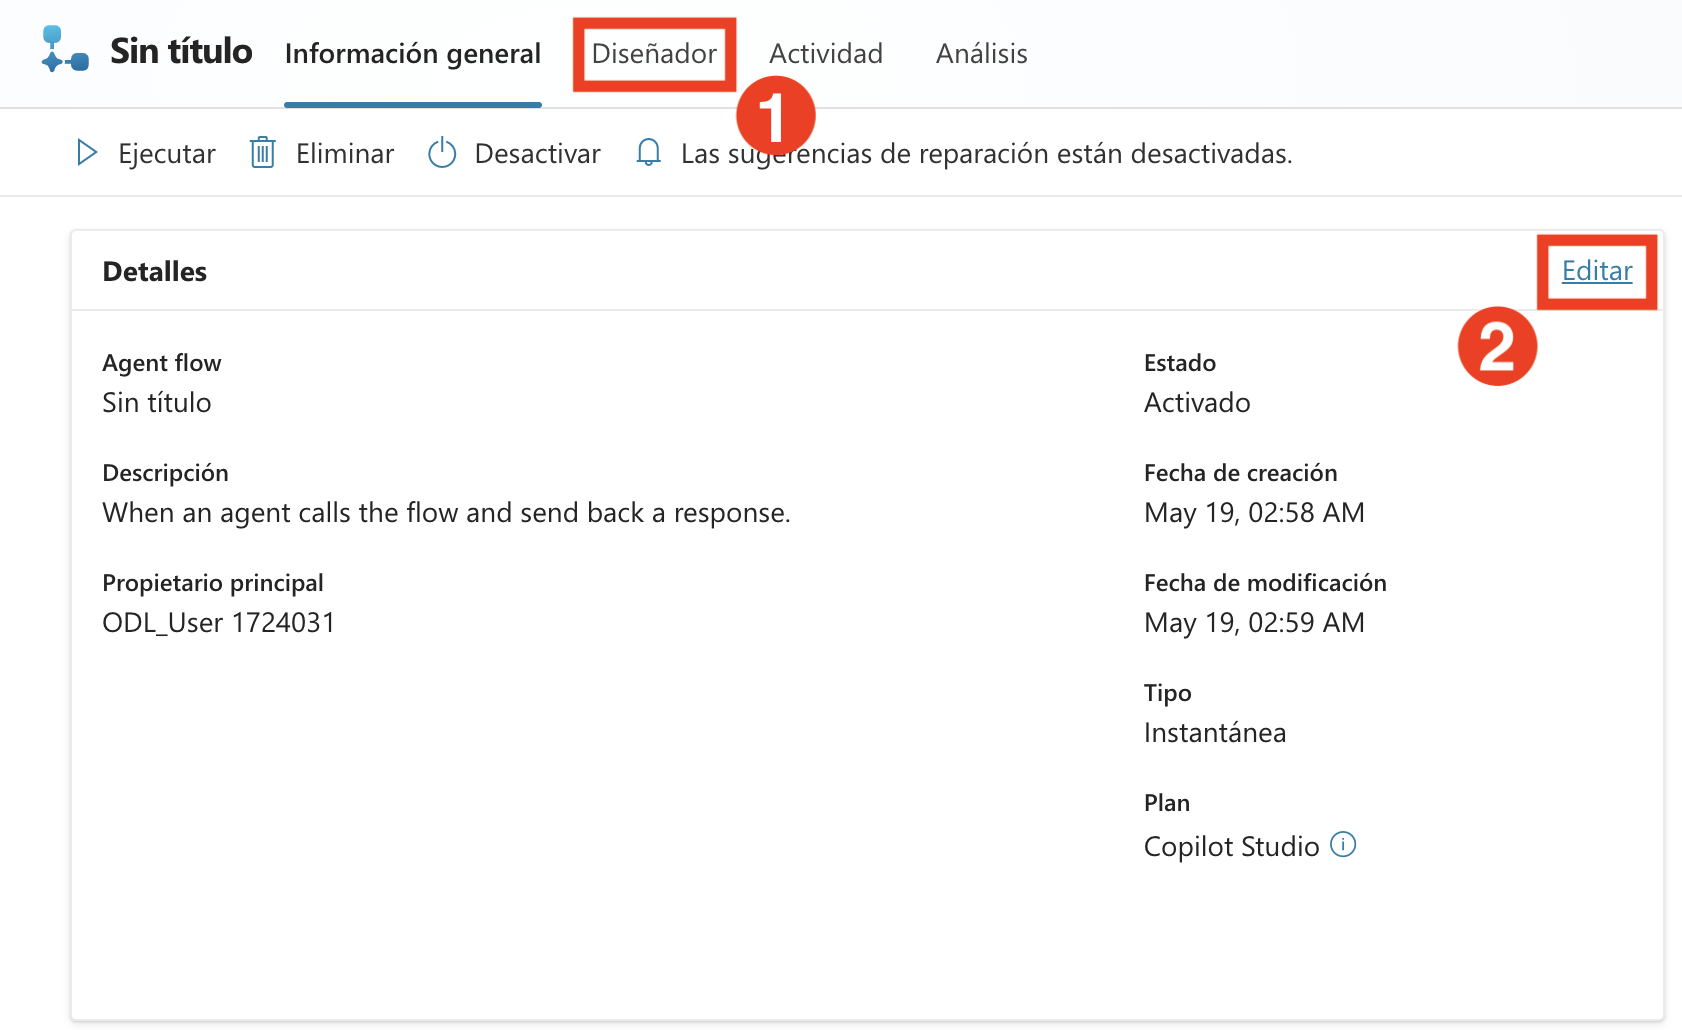 Sin título Información general Diseñador Actividad Análisis
1
Ejecutar Eliminar Desactivar Las sugerencias de reparación están desactivadas.
Detalles Editar
2
Agent flow Estado
Sin título Activado
Descripción Fecha de creación
When an agent calls the flow and send back a response. May 19, 02:58 AM
Propietario principal Fecha de modificación
ODL_User 1724031 May 19, 02:59 AM
Tipo
Instantánea
Plan
Copilot Studio